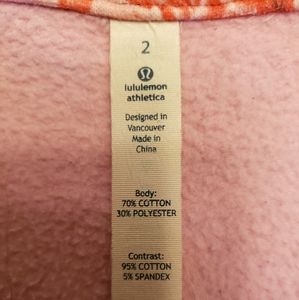 2
lululemon
athletica
Designed in
Vancouver
Made in
China
Body:
70% COTTON
30% POLYESTER
Contrast:
95% COTTON
5% SPANDEX